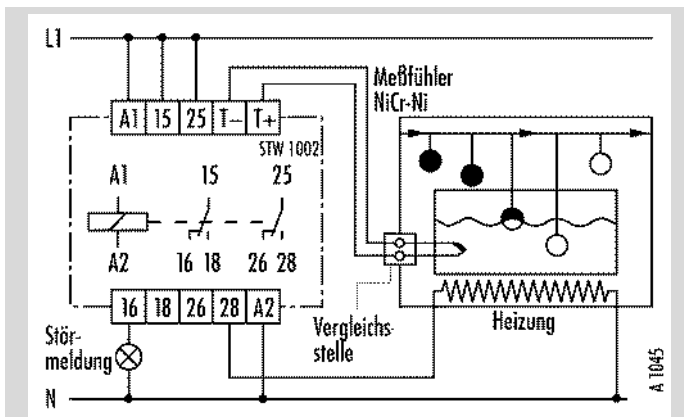 L1
Meßfühler
NiCr-Ni
A1 15 25 T– T+
STW 1002
A1 15 25
A2 16 18 26 28
16 18 26 28 A2
Vergleichs-
stelle
Heizung
Stör-
meldung
N
A 1045